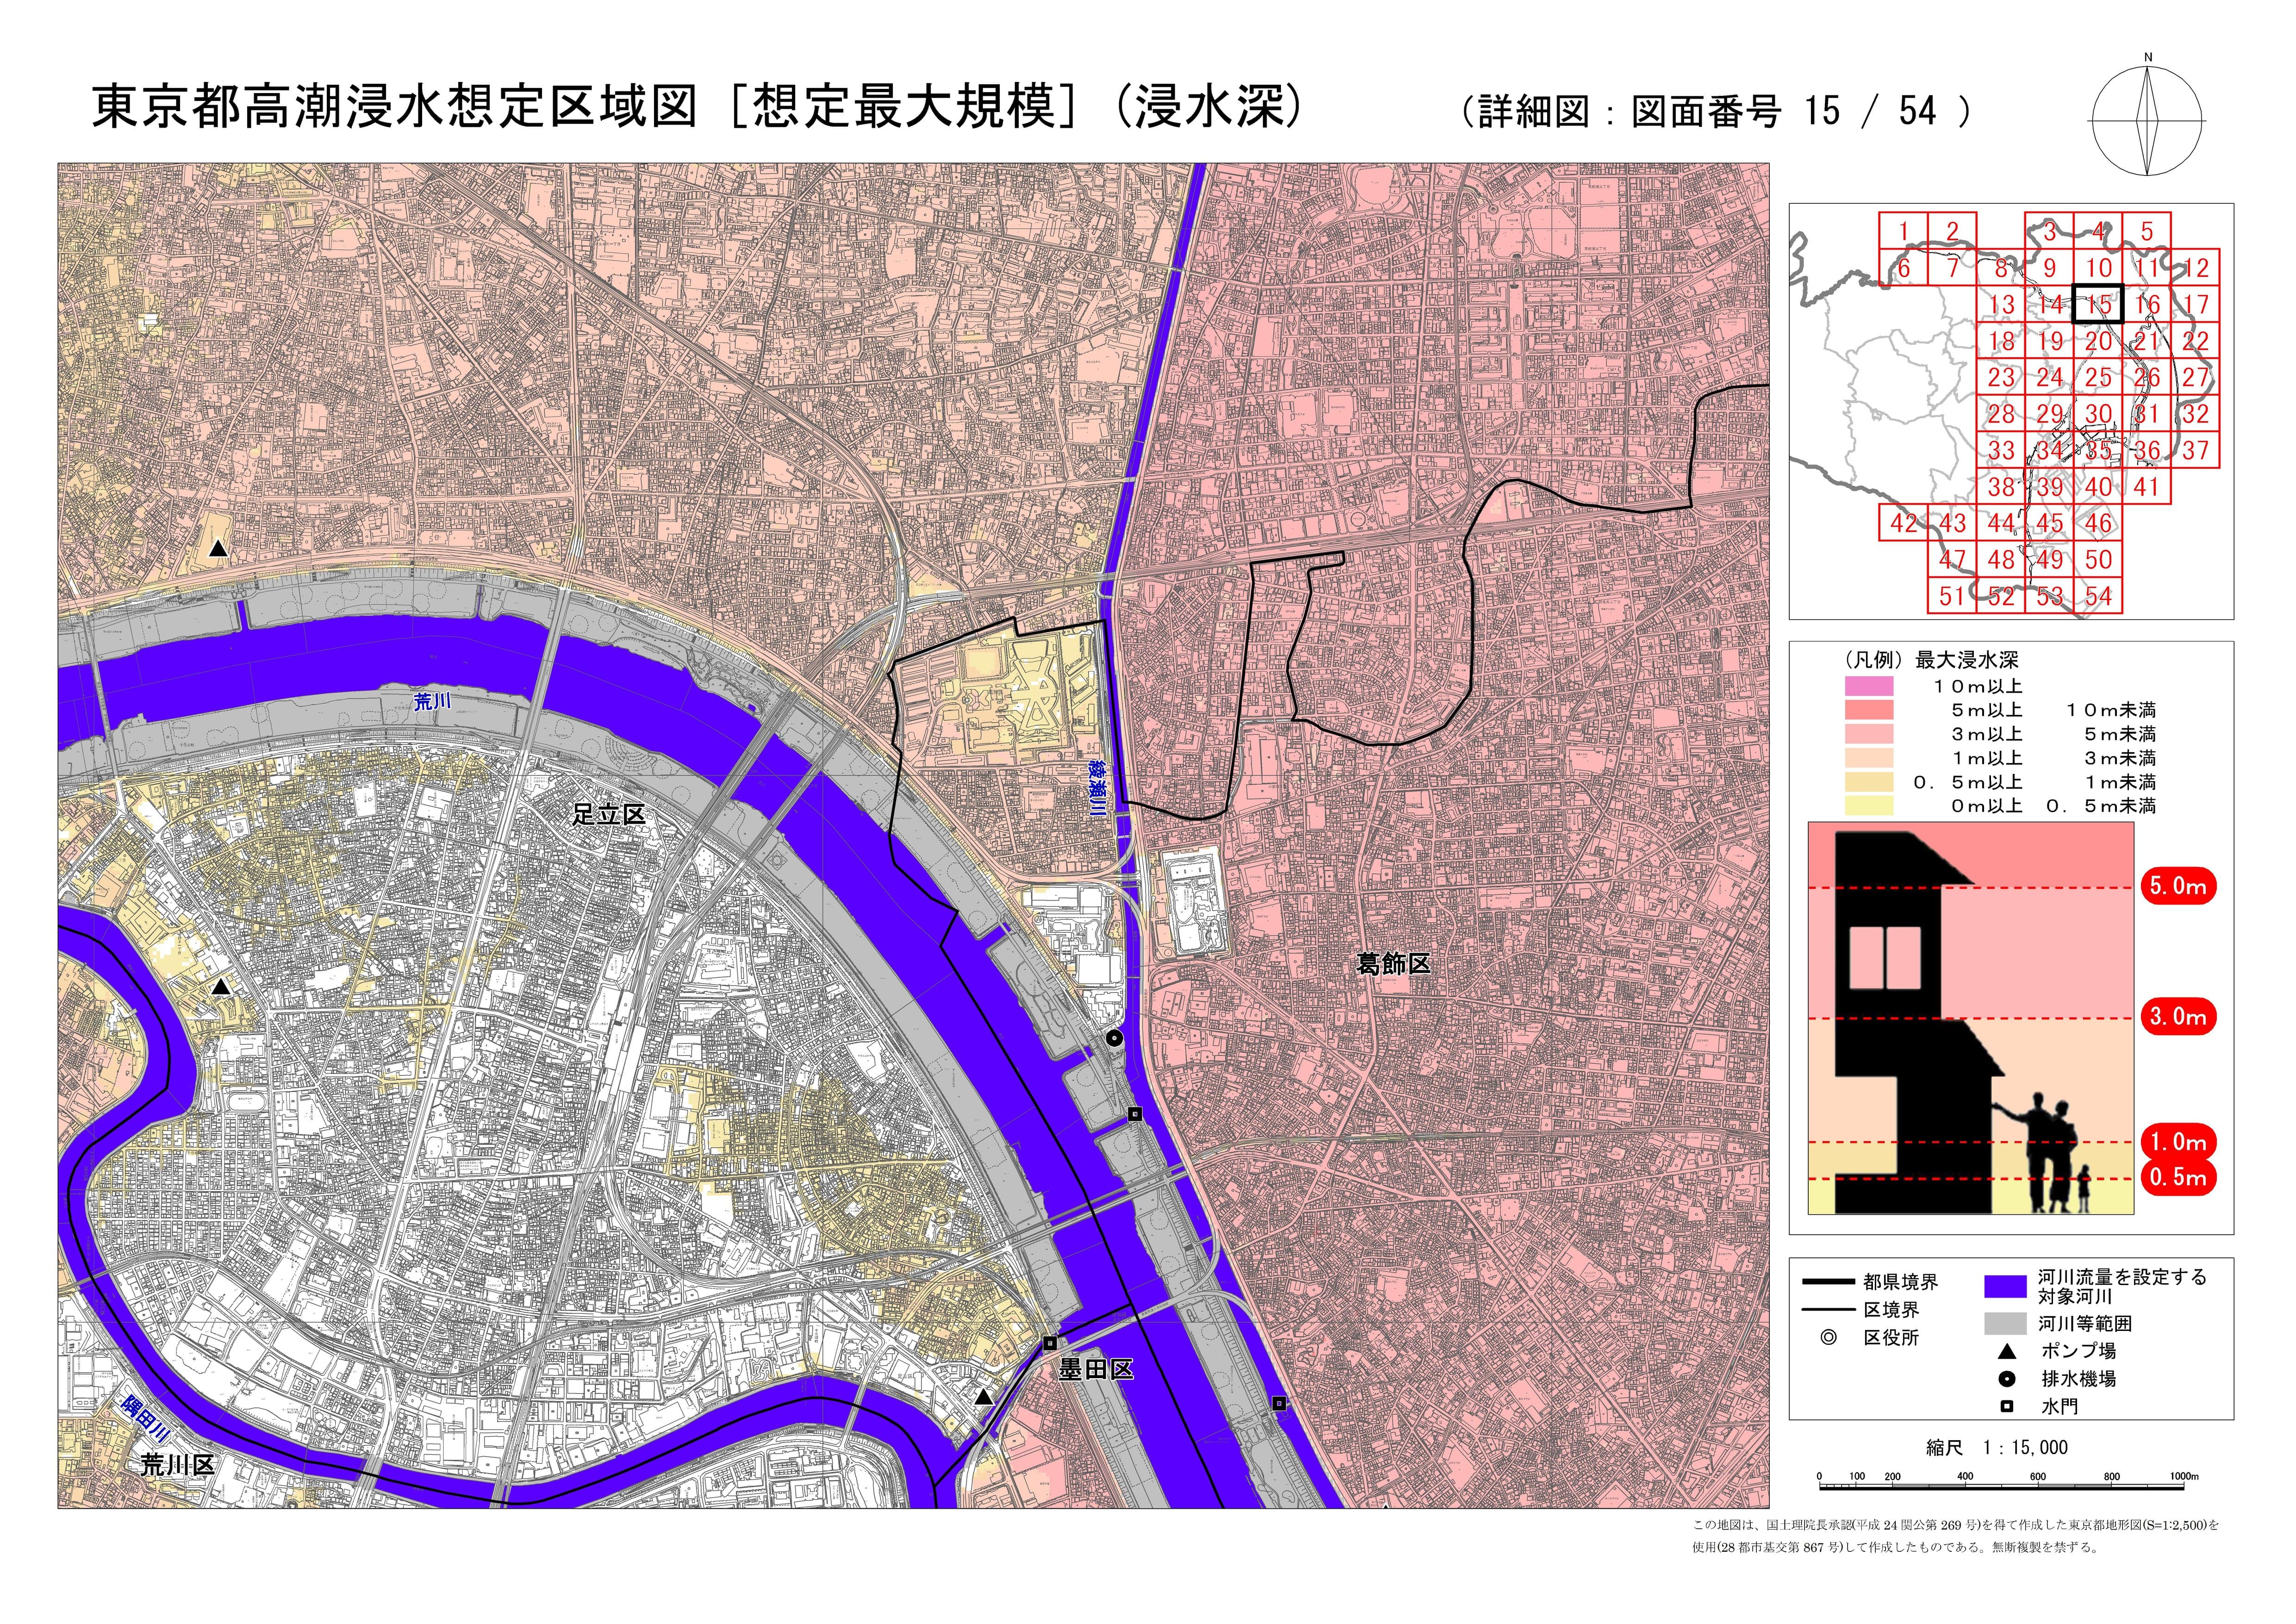 東京都高潮浸水想定区域図［想定最大規模］（浸水深）
（詳細図：図面番号 15 / 54 ）
N
1 2 3 4 5
6 7 8 9 10 11 12
13 14 15 16 17
18 19 20 21 22
23 24 25 26 27
28 29 30 31 32
33 34 35 36 37
38 39 40 41
42 43 44 45 46
47 48 49 50
51 52 53 54
荒川
足立区
綾瀬川
葛飾区
墨田区
隅田川
荒川区
（凡例）最大浸水深
１０ｍ以上
５ｍ以上 １０ｍ未満
３ｍ以上 ５ｍ未満
１ｍ以上 ３ｍ未満
０．５ｍ以上 １ｍ未満
０ｍ以上 ０．５ｍ未満
5.0m
3.0m
1.0m
0.5m
都県境界
区境界
区役所
河川流量を設定する
対象河川
河川等範囲
ポンプ場
排水機場
水門
縮尺 1：15,000
0 100 200 400 600 800 1000m
この地図は、国土地理院長承認(平成 24 関公第 269 号)を得て作成した東京都地形図(S=1:2,500)を
使用(28 都市基交第 867 号)して作成したものである。無断複製を禁ずる。